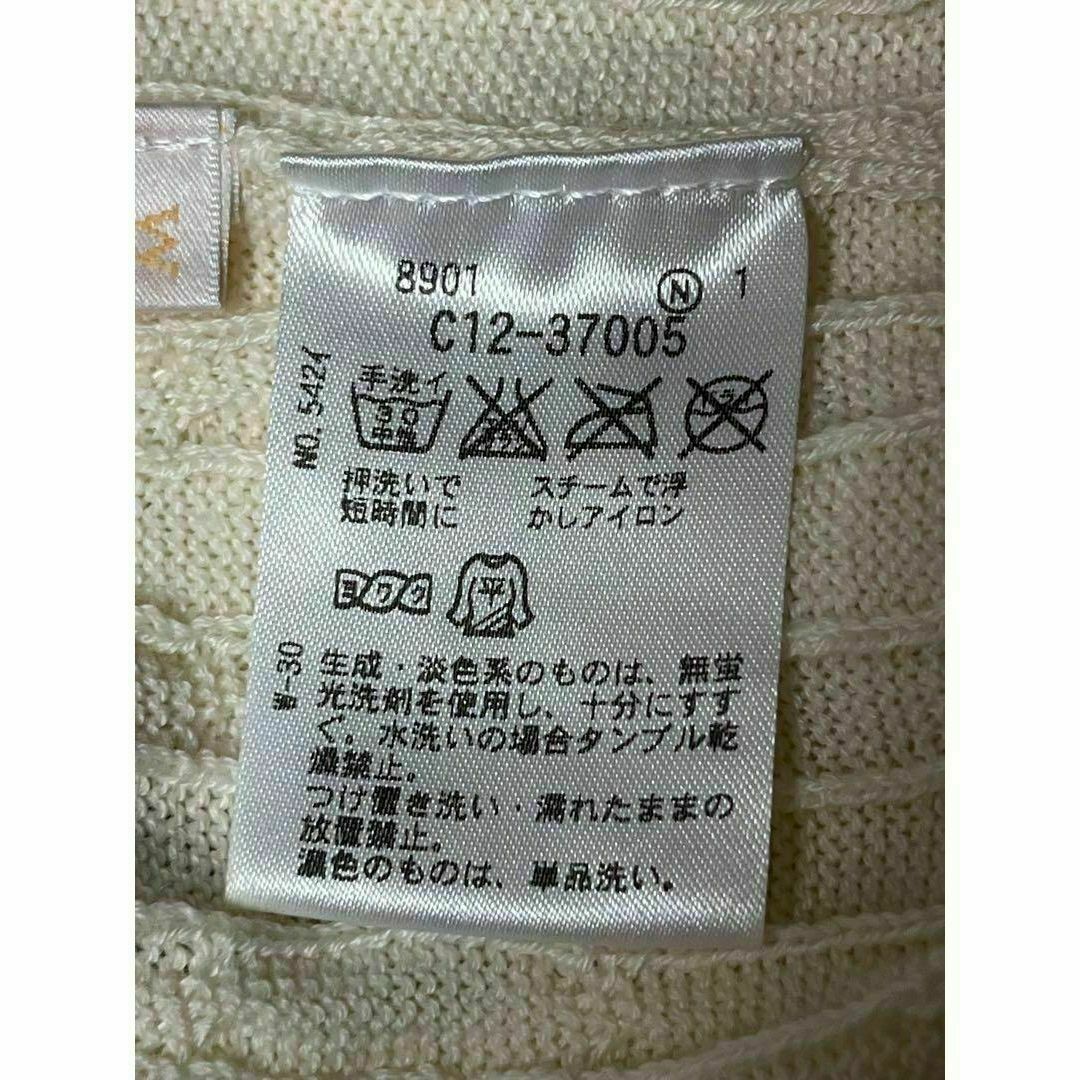 M
8901 Ⓝ 1
C12-37005
NO.5424
手洗イ
30
中性
ドライ
押洗いで
短時間に
スチームで浮
かしアイロン
ヨワク
平
W-30
生成・淡色系のものは、無蛍
光洗剤を使用し、十分にすす
ぐ。水洗いの場合タンブル乾
燥禁止。
つけ置き洗い・濡れたままの
放置禁止。
濃色のものは、単品洗い。